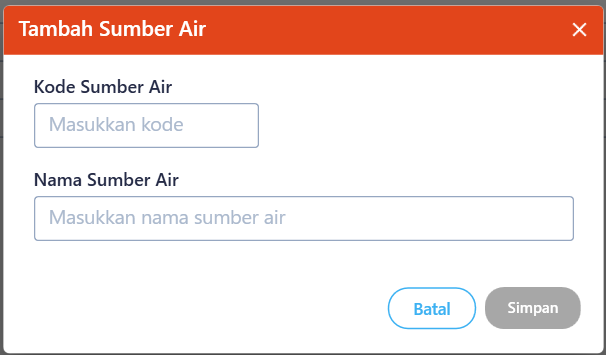 Tambah Sumber Air
Kode Sumber Air
Masukkan kode
Nama Sumber Air
Masukkan nama sumber air
Batal
Simpan